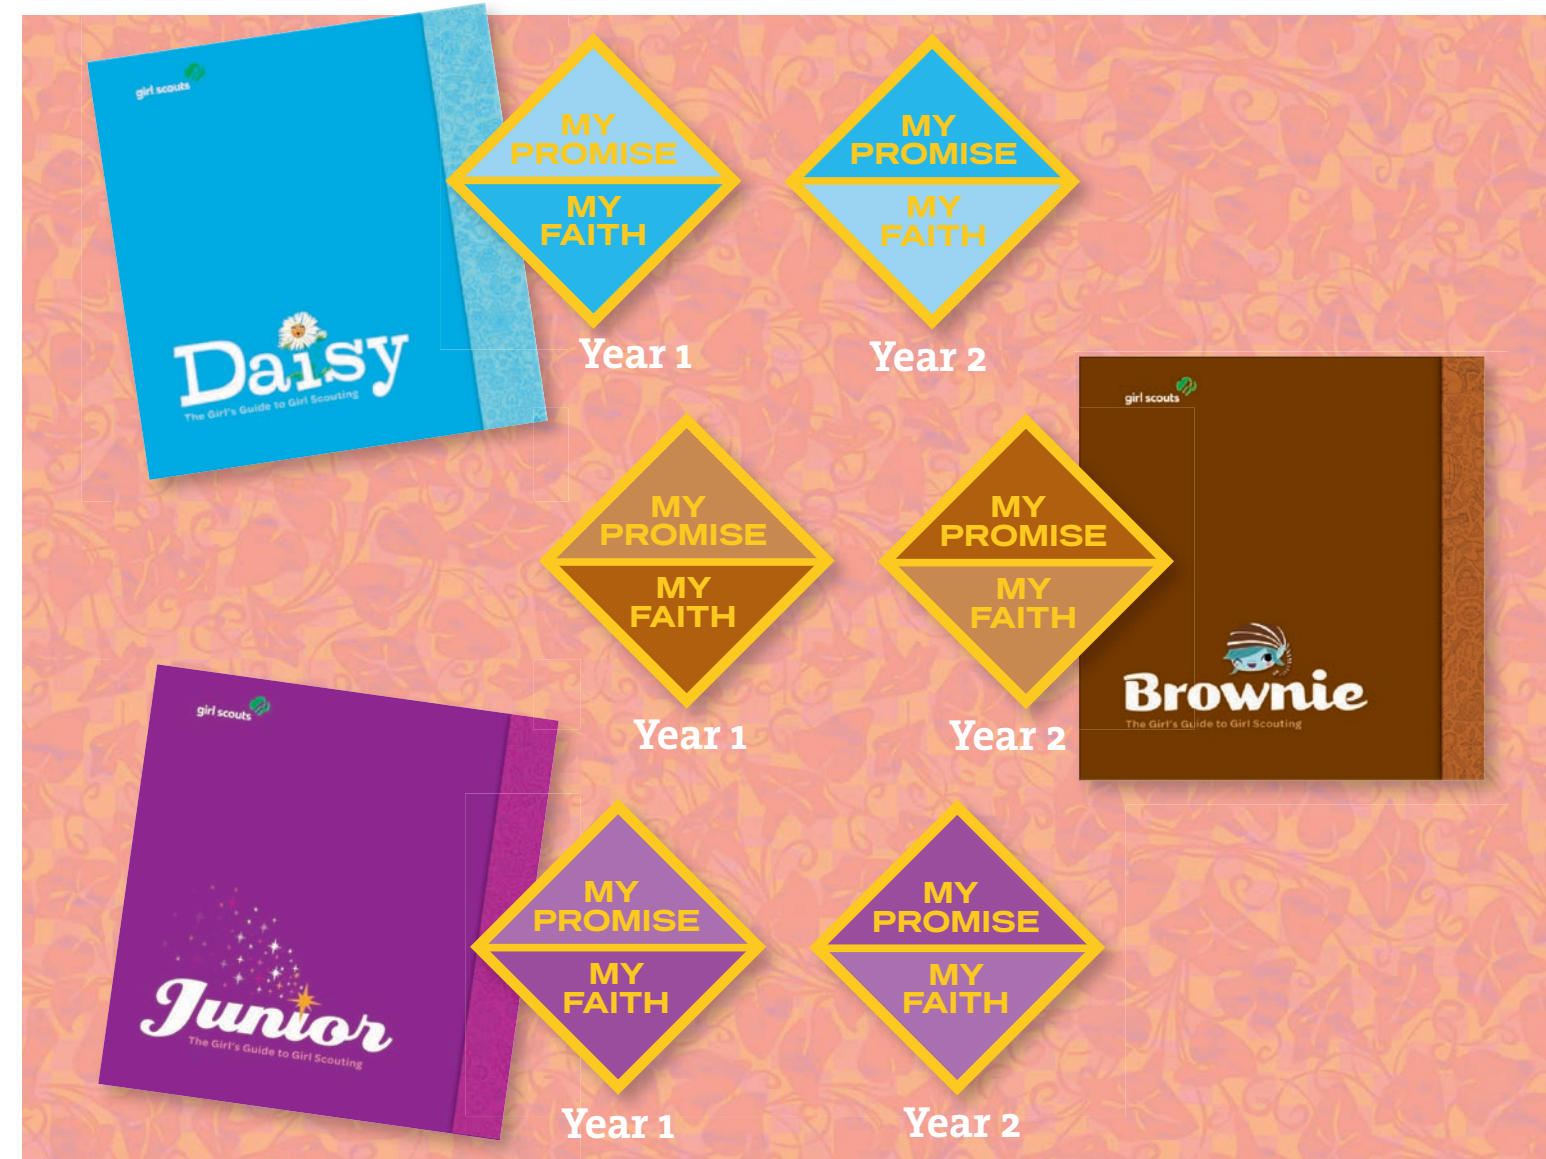 girl scouts
Daisy
The Girl's Guide to Girl Scouting
MY
PROMISE
MY
FAITH
Year 1
MY
PROMISE
MY
FAITH
Year 2
MY
PROMISE
MY
FAITH
Year 1
MY
PROMISE
MY
FAITH
Year 2
girl scouts
Brownie
The Girl's Guide to Girl Scouting
girl scouts
Junior
The Girl's Guide to Girl Scouting
MY
PROMISE
MY
FAITH
Year 1
MY
PROMISE
MY
FAITH
Year 2